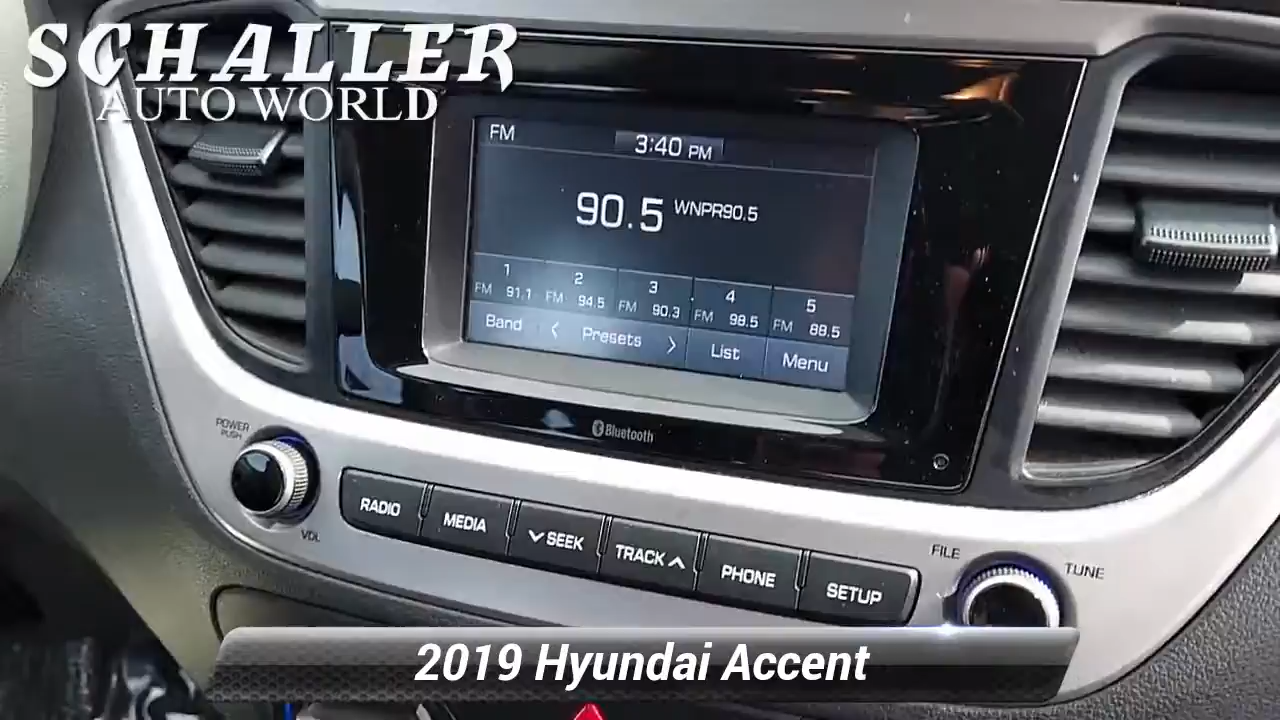 SCHALLER
AUTO WORLD
FM
3:40 PM
90.5 WNPR90.5
1 2 3 4 5
FM 91.1 FM 94.5 FM 90.3 FM 98.5 FM 88.5
Band < Presets > List Menu
Bluetooth
POWER
PUSH
VOL
RADIO MEDIA SEEK TRACK PHONE SETUP
FILE TUNE
2019 Hyundai Accent